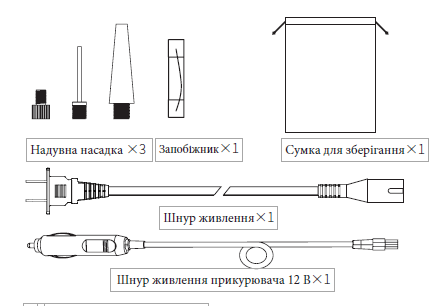 Надувна насадка ×3
Запобіжник×1
Сумка для зберігання×1
Шнур живлення×1
Шнур живлення прикурювача 12 В×1